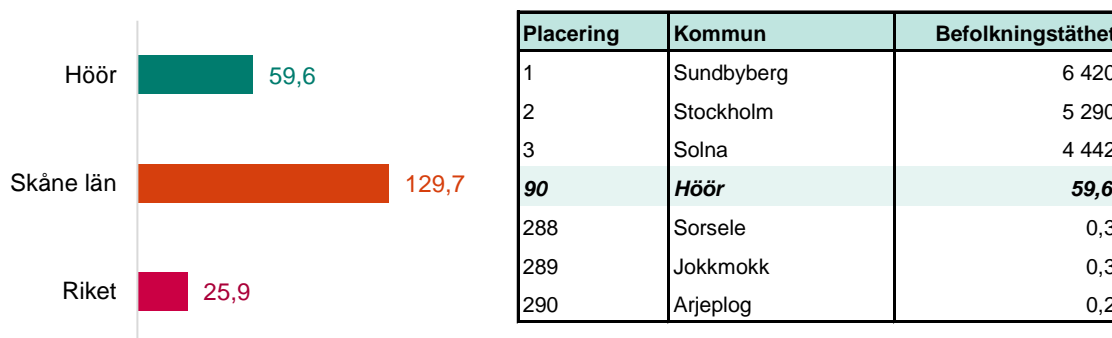 Höör 59,6
Skåne län 129,7
Riket 25,9
Placering Kommun Befolkningstäthet
1 Sundbyberg 6 420
2 Stockholm 5 290
3 Solna 4 442
90 Höör 59,6
288 Sorsele 0,3
289 Jokkmokk 0,3
290 Arjeplog 0,2